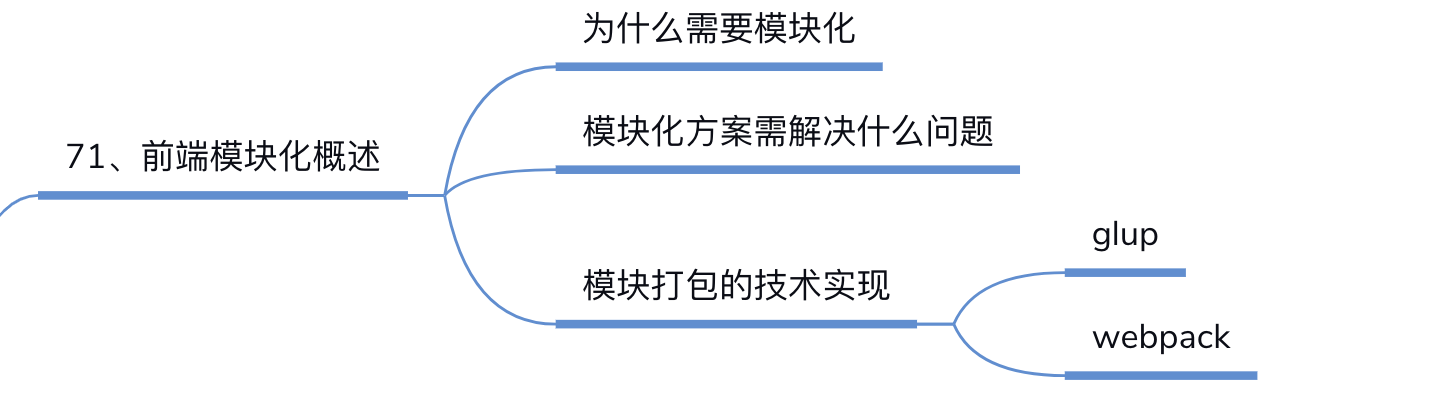 为什么需要模块化
模块化方案需解决什么问题
71、前端模块化概述
glup
模块打包的技术实现
webpack